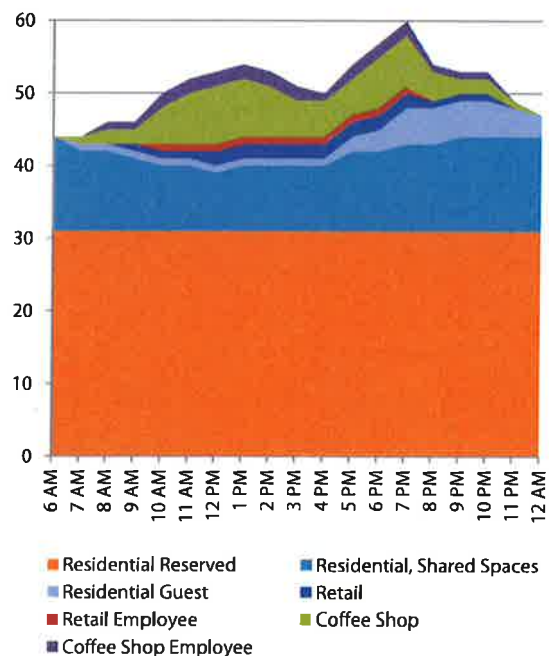 60
50
40
30
20
10
0
6 AM
7 AM
8 AM
9 AM
10 AM
11 AM
12 PM
1 PM
2 PM
3 PM
4 PM
5 PM
6 PM
7 PM
8 PM
9 PM
10 PM
11 PM
12 AM
Residential Reserved
Residential, Shared Spaces
Residential Guest
Retail
Retail Employee
Coffee Shop
Coffee Shop Employee